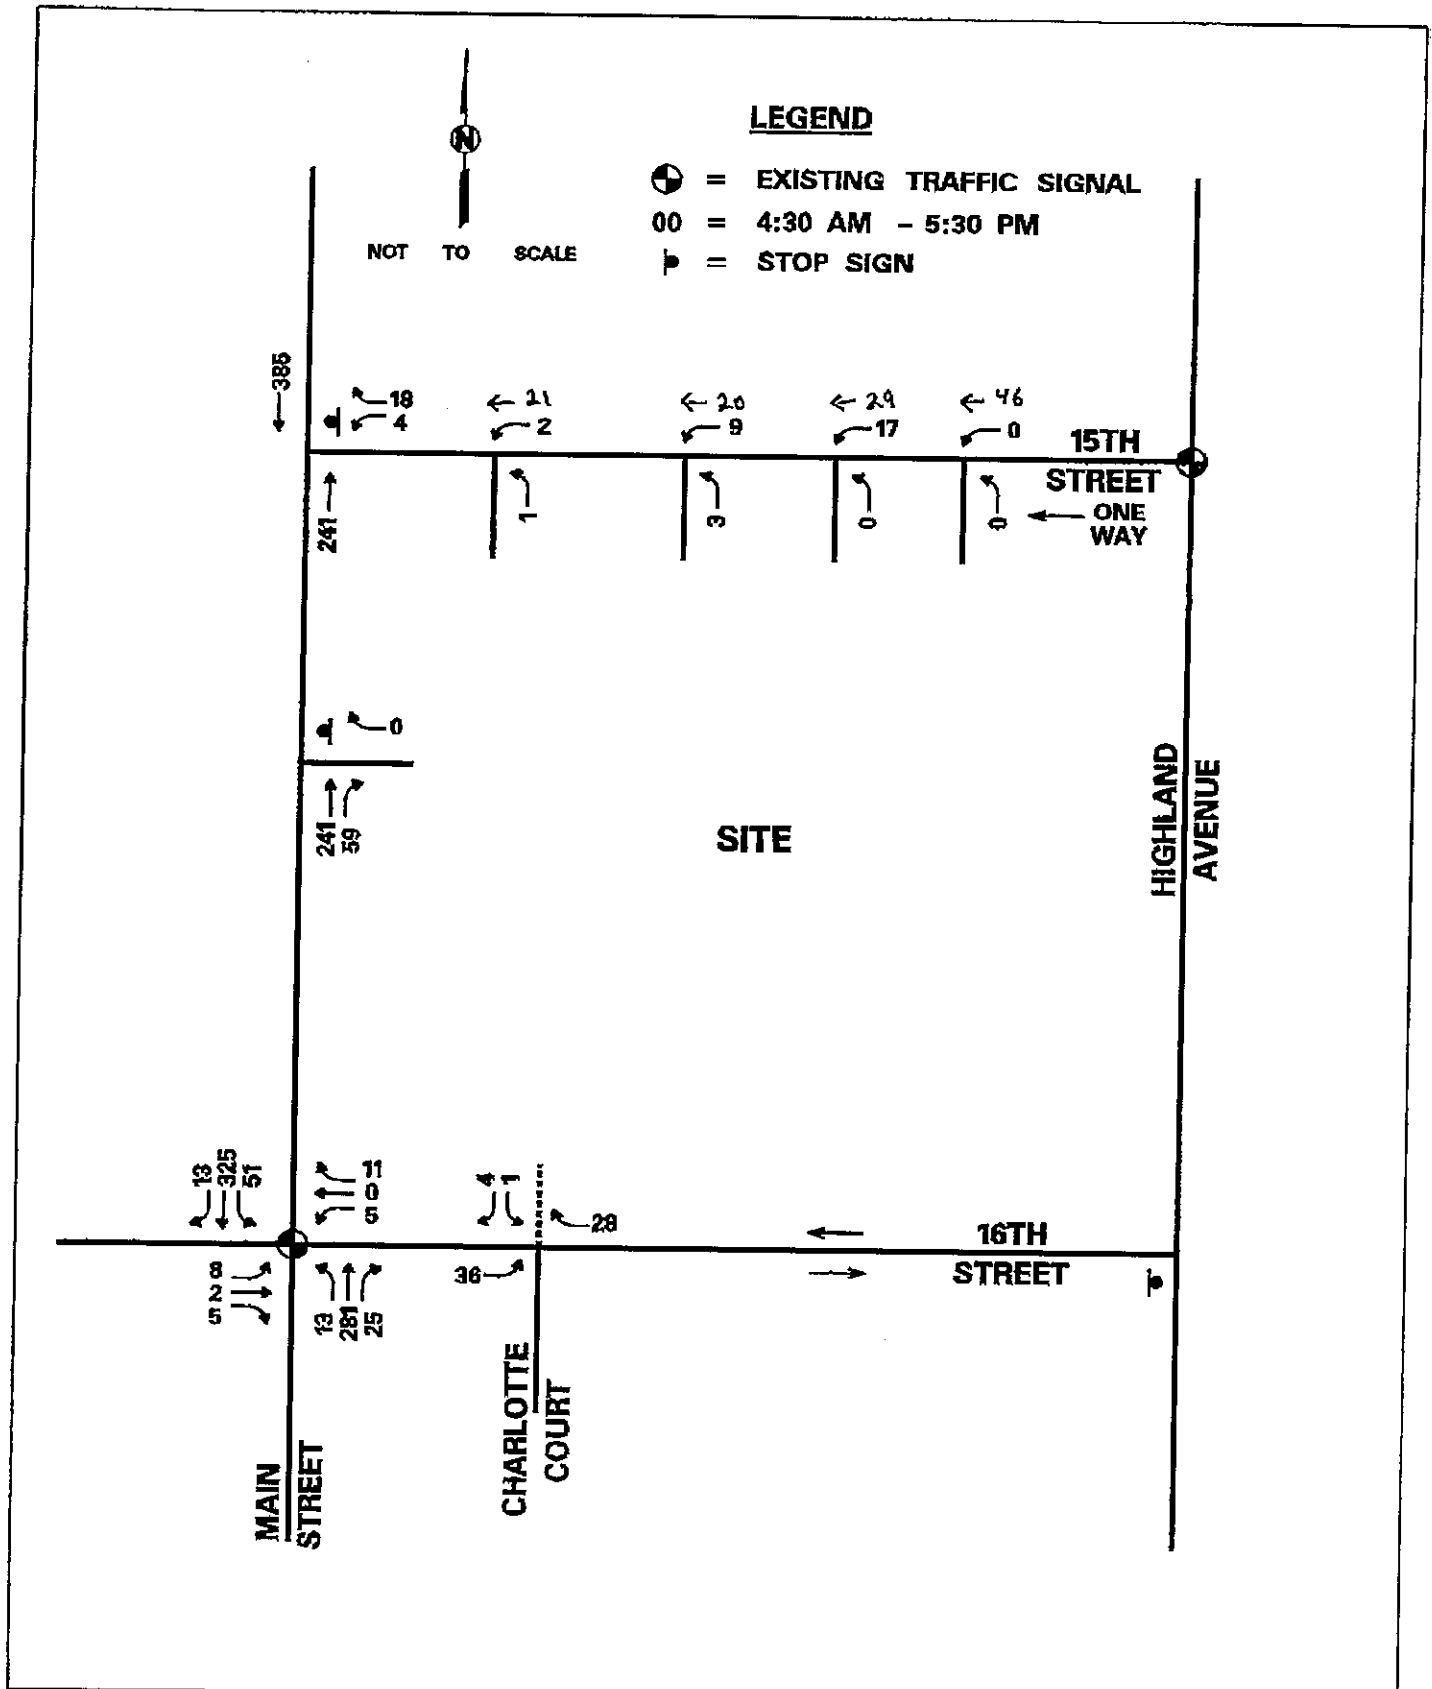 N
NOT TO SCALE
LEGEND
= EXISTING TRAFFIC SIGNAL
00 = 4:30 AM - 5:30 PM
= STOP SIGN
385
18
4
← 21
2
← 20
9
← 29
17
← 46
0
15TH
STREET
ONE
WAY
241
1
3
0
0
0
241
59
SITE
HIGHLAND
AVENUE
13
325
51
11
0
5
4
1
28
16TH
STREET
8
2
5
13
281
25
36
CHARLOTTE
COURT
MAIN
STREET